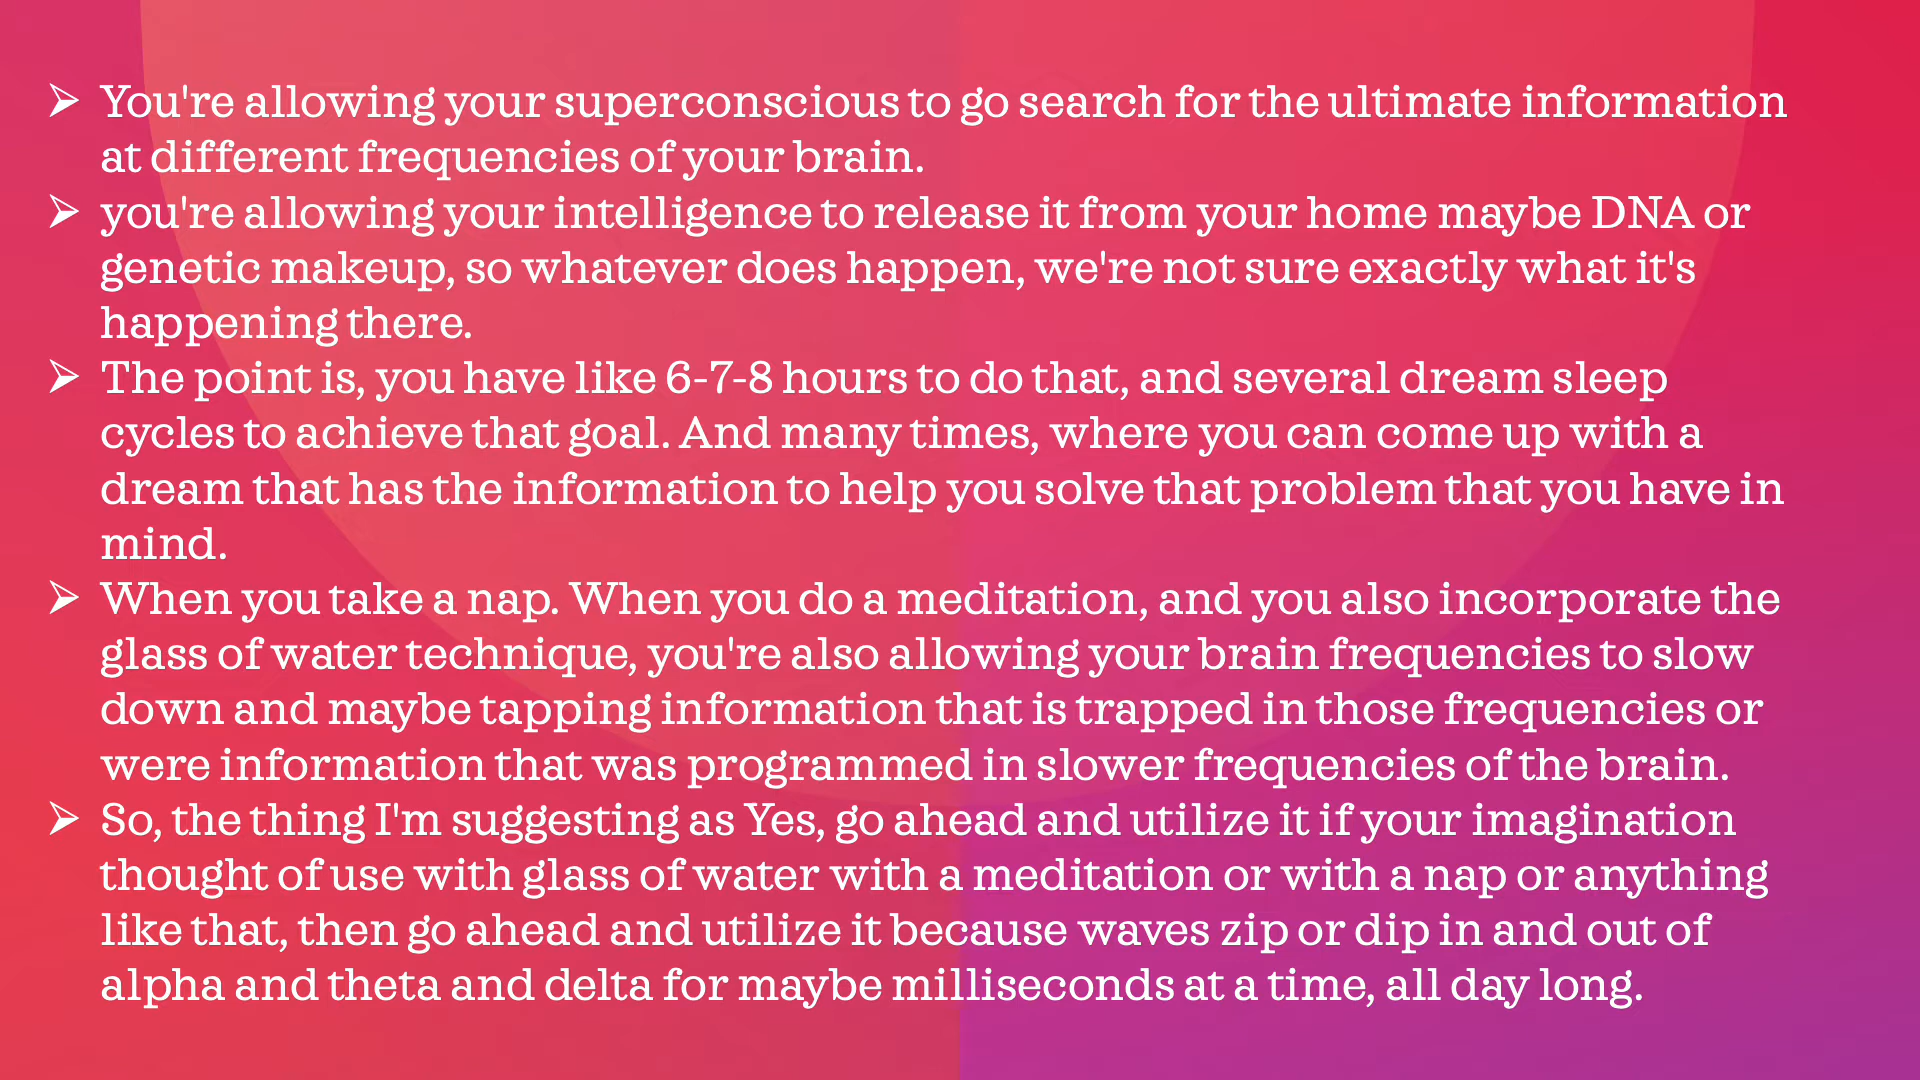 ➢ You're allowing your superconscious to go search for the ultimate information
at different frequencies of your brain.
➢ you're allowing your intelligence to release it from your home maybe DNA or
genetic makeup, so whatever does happen, we're not sure exactly what it's
happening there.
➢ The point is, you have like 6-7-8 hours to do that, and several dream sleep
cycles to achieve that goal. And many times, where you can come up with a
dream that has the information to help you solve that problem that you have in
mind.
➢ When you take a nap. When you do a meditation, and you also incorporate the
glass of water technique, you're also allowing your brain frequencies to slow
down and maybe tapping information that is trapped in those frequencies or
were information that was programmed in slower frequencies of the brain.
➢ So, the thing I'm suggesting as Yes, go ahead and utilize it if your imagination
thought of use with glass of water with a meditation or with a nap or anything
like that, then go ahead and utilize it because waves zip or dip in and out of
alpha and theta and delta for maybe milliseconds at a time, all day long.